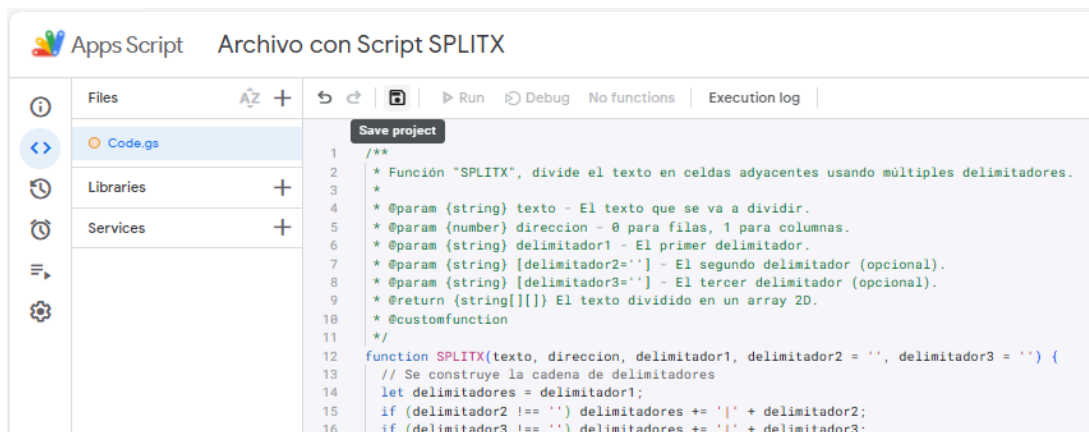 Apps Script Archivo con Script SPLITX
Files
Run Debug No functions Execution log
Save project
Code.gs
Libraries
Services
1 /**
2 * Función "SPLITX", divide el texto en celdas adyacentes usando múltiples delimitadores.
3 *
4 * @param {string} texto - El texto que se va a dividir.
5 * @param {number} direccion - 0 para filas, 1 para columnas.
6 * @param {string} delimitador1 - El primer delimitador.
7 * @param {string} [delimitador2=''] - El segundo delimitador (opcional).
8 * @param {string} [delimitador3=''] - El tercer delimitador (opcional).
9 * @return {string[][]} El texto dividido en un array 2D.
10 * @customfunction
11 */
12 function SPLITX(texto, direccion, delimitador1, delimitador2 = '', delimitador3 = '') {
13 // Se construye la cadena de delimitadores
14 let delimitadores = delimitador1;
15 if (delimitador2 !== '') delimitadores += '|' + delimitador2;
16 if (delimitador3 !== '') delimitadores += '|' + delimitador3;